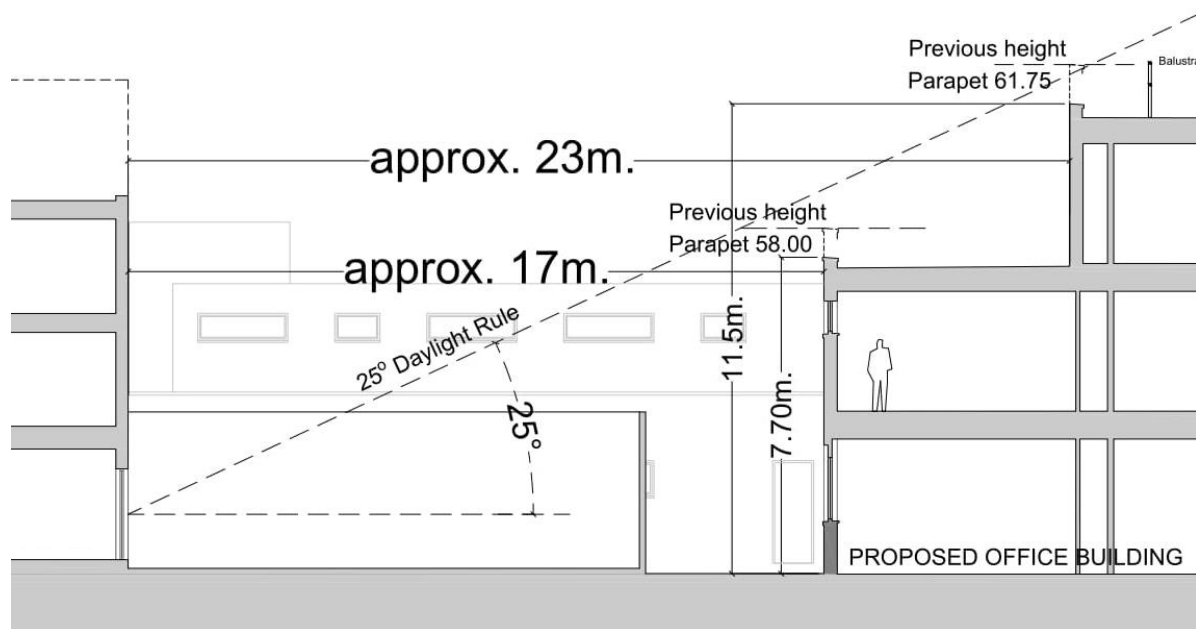 Previous height
Parapet 61.75
Balustra
approx. 23m.
Previous height
Parapet 58.00
approx. 17m.
25° Daylight Rule
25°
11.5m.
7.70m.
PROPOSED OFFICE BUILDING